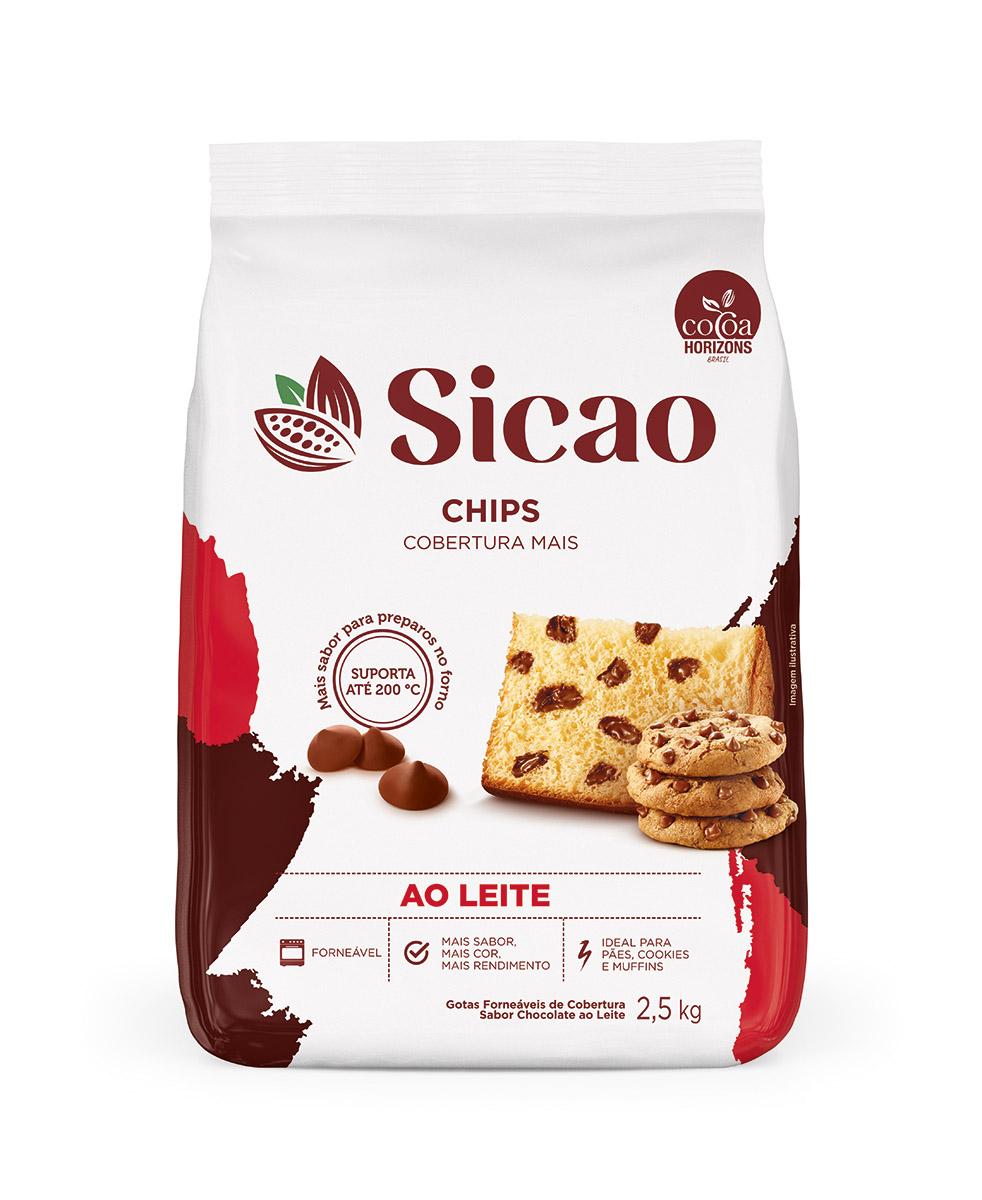 cocoa
HORIZONS
BRASIL
Sicao
CHIPS
COBERTURA MAIS
Mais sabor para preparos no forno
SUPORTA
ATÉ 200 °C
Imagem ilustrativa
AO LEITE
FORNEÁVEL
MAIS SABOR,
MAIS COR,
MAIS RENDIMENTO
IDEAL PARA
PÃES, COOKIES
E MUFFINS
Gotas Forneáveis de Cobertura
Sabor Chocolate ao Leite
2,5 kg